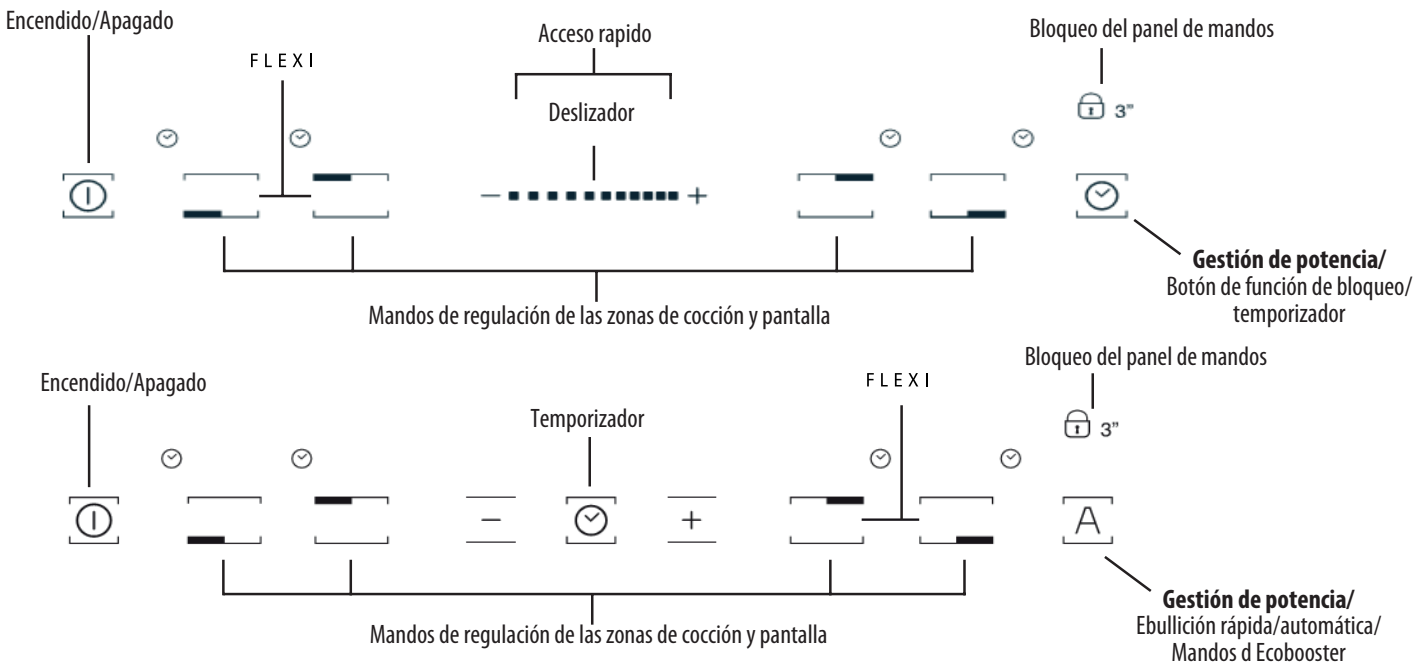 Encendido/Apagado
Acceso rapido
Bloqueo del panel de mandos
FLEXI
Deslizador
3”
− +
Gestión de potencia/
Botón de función de bloqueo/
temporizador
Mandos de regulación de las zonas de cocción y pantalla
Bloqueo del panel de mandos
Encendido/Apagado
FLEXI
Temporizador
3”
− + A
Gestión de potencia/
Ebullición rápida/automática/
Mandos d Ecobooster
Mandos de regulación de las zonas de cocción y pantalla